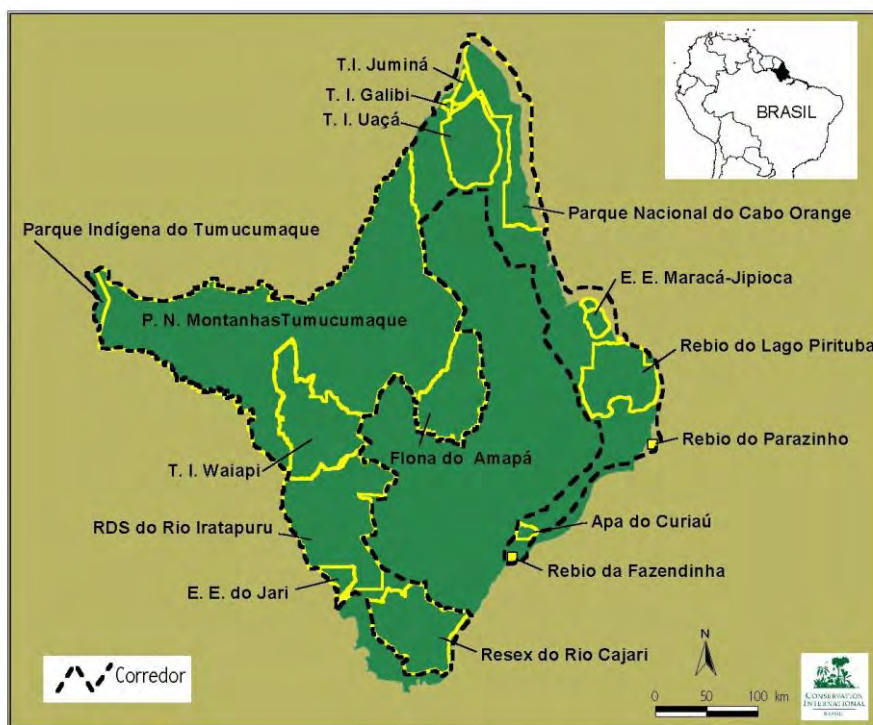 T.I. Juminá
T. I. Galibi
T. I. Uaçá
BRASIL
Parque Nacional do Cabo Orange
Parque Indígena do Tumucumaque
E. E. Maracá-Jipioca
P. N. MontanhasTumucumaque
Rebio do Lago Pirituba
Rebio do Parazinho
Flona do Amapá
T. I. Waiapi
RDS do Rio Iratapuru
Apa do Curiaú
Rebio da Fazendinha
E. E. do Jari
Resex do Rio Cajari
N
Corredor
0 50 100 km
CONSERVATION
INTERNATIONAL
BRASIL